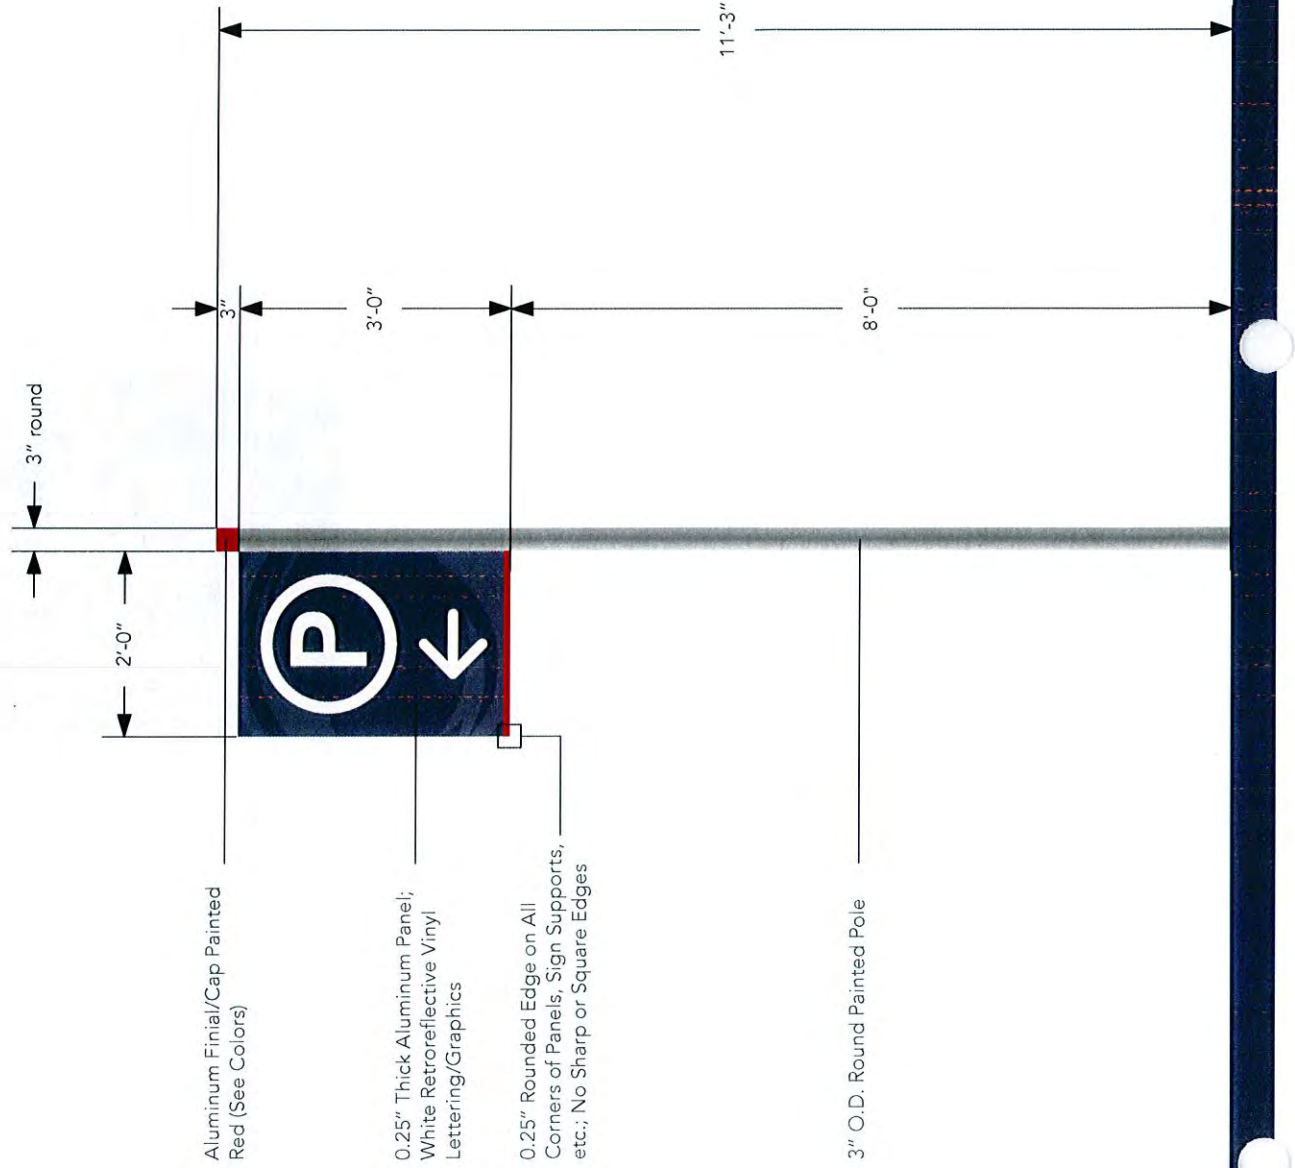 Aluminum Finial/Cap Painted
Red (See Colors)
0.25" Thick Aluminum Panel;
White Retroreflective Vinyl
Lettering/Graphics
0.25" Rounded Edge on All
Corners of Panels, Sign Supports,
etc.; No Sharp or Square Edges
3" O.D. Round Painted Pole
2'-0"
3" round
P
3"
3'-0"
8'-0"
11'-3"